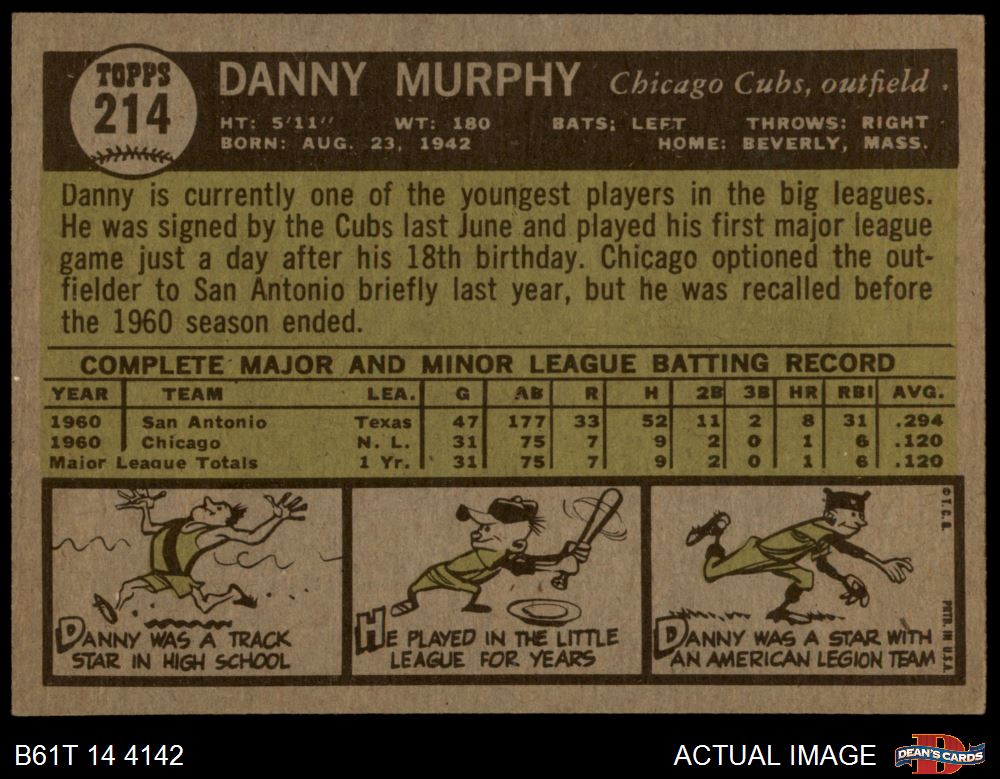 TOPPS
214
DANNY MURPHY Chicago Cubs, outfield
HT: 5'11" WT: 180 BATS: LEFT THROWS: RIGHT
BORN: AUG. 23, 1942 HOME: BEVERLY, MASS.
Danny is currently one of the youngest players in the big leagues.
He was signed by the Cubs last June and played his first major league
game just a day after his 18th birthday. Chicago optioned the out-
fielder to San Antonio briefly last year, but he was recalled before
the 1960 season ended.
COMPLETE MAJOR AND MINOR LEAGUE BATTING RECORD
YEAR TEAM LEA. G AB R H 2B 3B HR RBI AVG.
1960 San Antonio Texas 47 177 33 52 11 2 8 31 .294
1960 Chicago N. L. 31 75 7 9 2 0 1 6 .120
Major League Totals 1 Yr. 31 75 7 9 2 0 1 6 .120
DANNY WAS A TRACK
STAR IN HIGH SCHOOL
HE PLAYED IN THE LITTLE
LEAGUE FOR YEARS
DANNY WAS A STAR WITH
AN AMERICAN LEGION TEAM
© T.C.G.
PRTD. IN U.S.A.
B61T 14 4142
ACTUAL IMAGE
DEAN'S CARDS